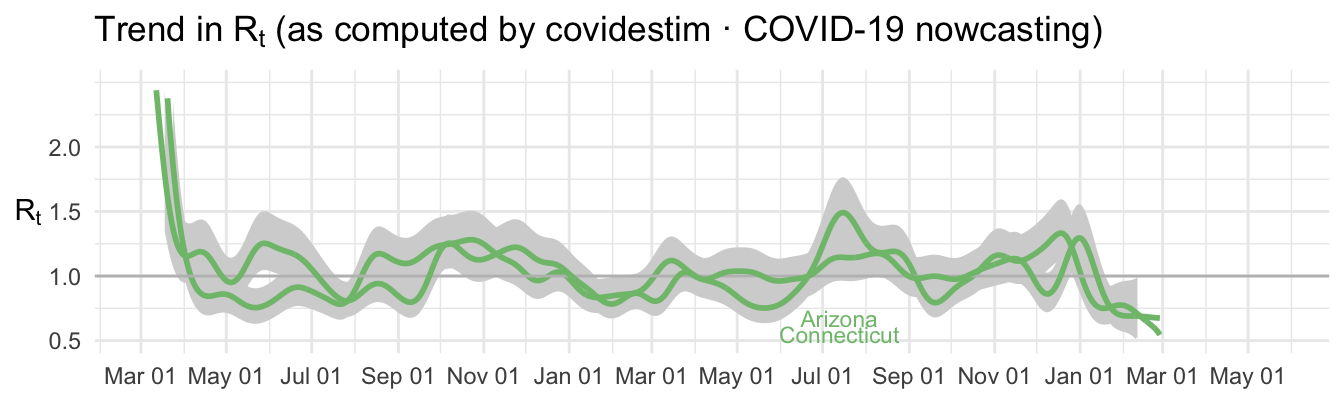 Trend in Rt (as computed by covidestim · COVID-19 nowcasting)
2.0
Rt 1.5
1.0
0.5
Arizona
Connecticut
Mar 01 May 01 Jul 01 Sep 01 Nov 01 Jan 01 Mar 01 May 01 Jul 01 Sep 01 Nov 01 Jan 01 Mar 01 May 01